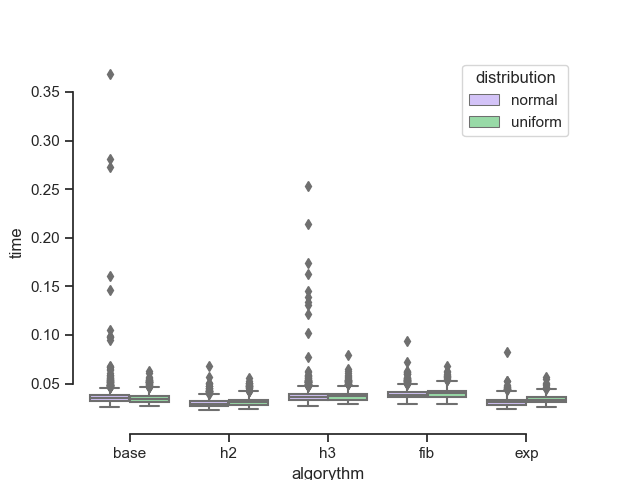 distribution
normal
uniform
0.35
0.30
0.25
0.20
0.15
0.10
0.05
time
base h2 h3 fib exp
algorythm